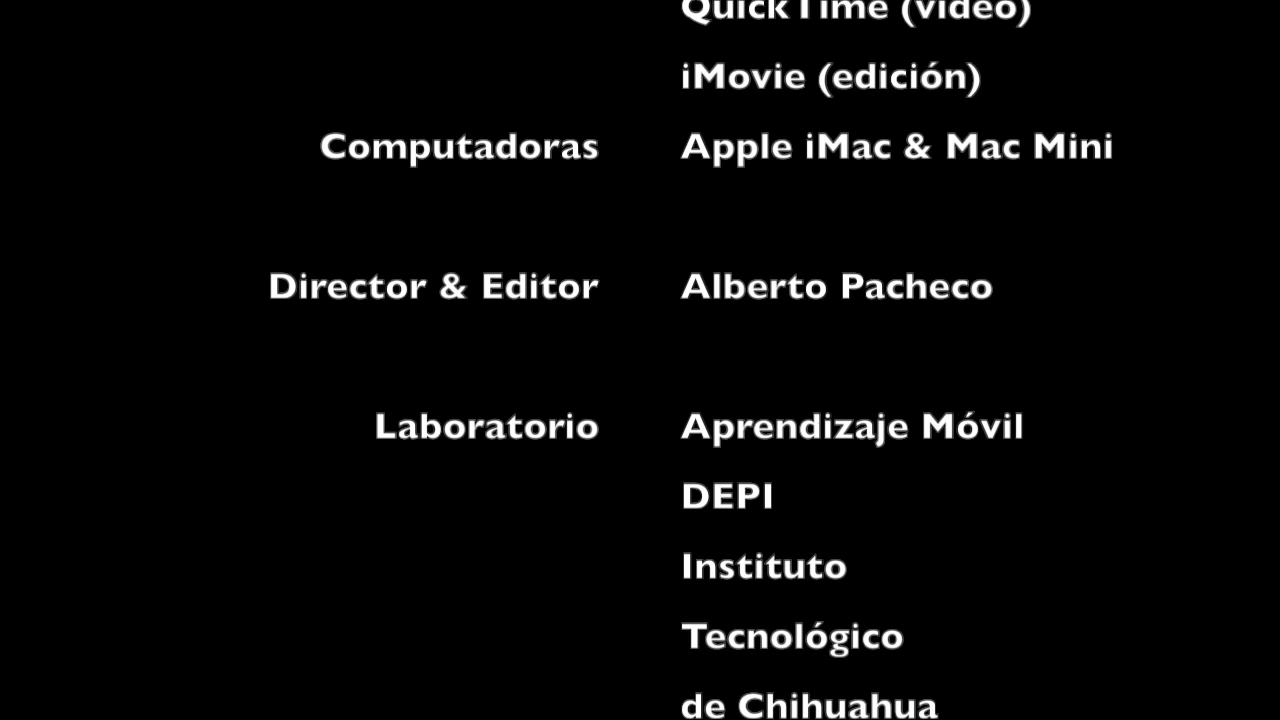 QuickTime (video)
iMovie (edición)
Computadoras Apple iMac & Mac Mini
Director & Editor Alberto Pacheco
Laboratorio Aprendizaje Móvil
DEPI
Instituto
Tecnológico
de Chihuahua